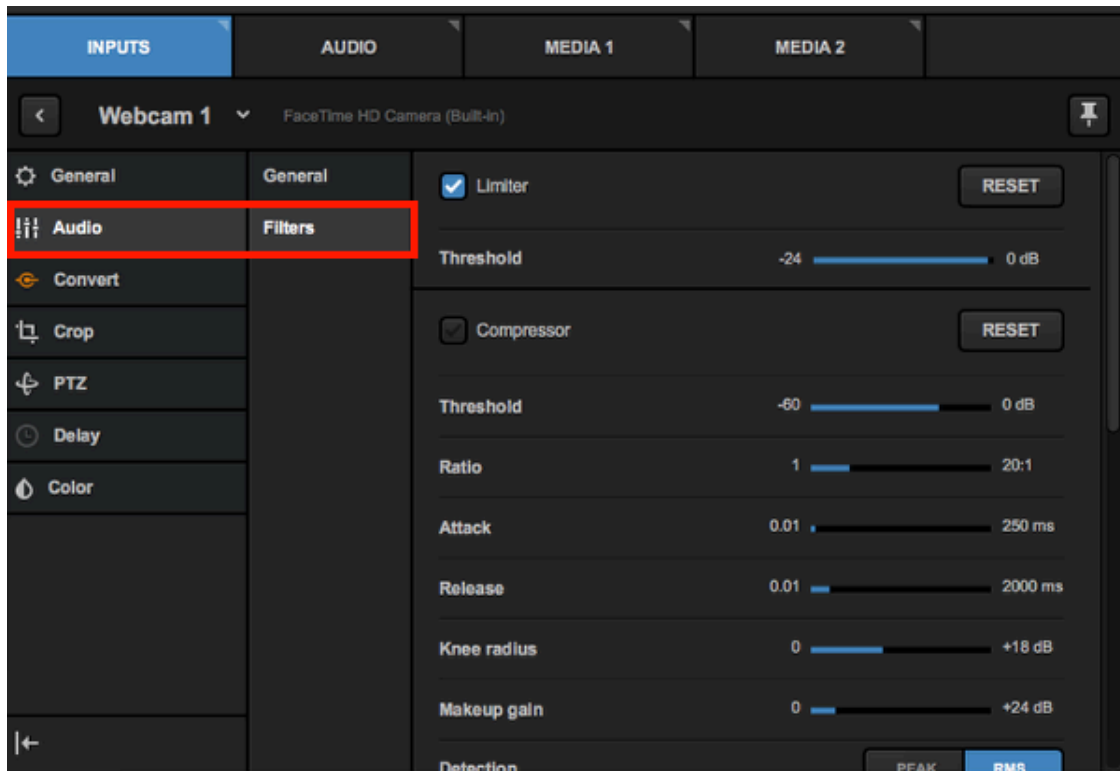 INPUTS AUDIO MEDIA 1 MEDIA 2
Webcam 1 FaceTime HD Camera (Built-in)
General
Audio
Convert
Crop
PTZ
Delay
Color
General
Filters
Limiter RESET
Threshold -24 0 dB
Compressor RESET
Threshold -60 0 dB
Ratio 1 20:1
Attack 0.01 250 ms
Release 0.01 2000 ms
Knee radius 0 +18 dB
Makeup gain 0 +24 dB
Detection PEAK RMS